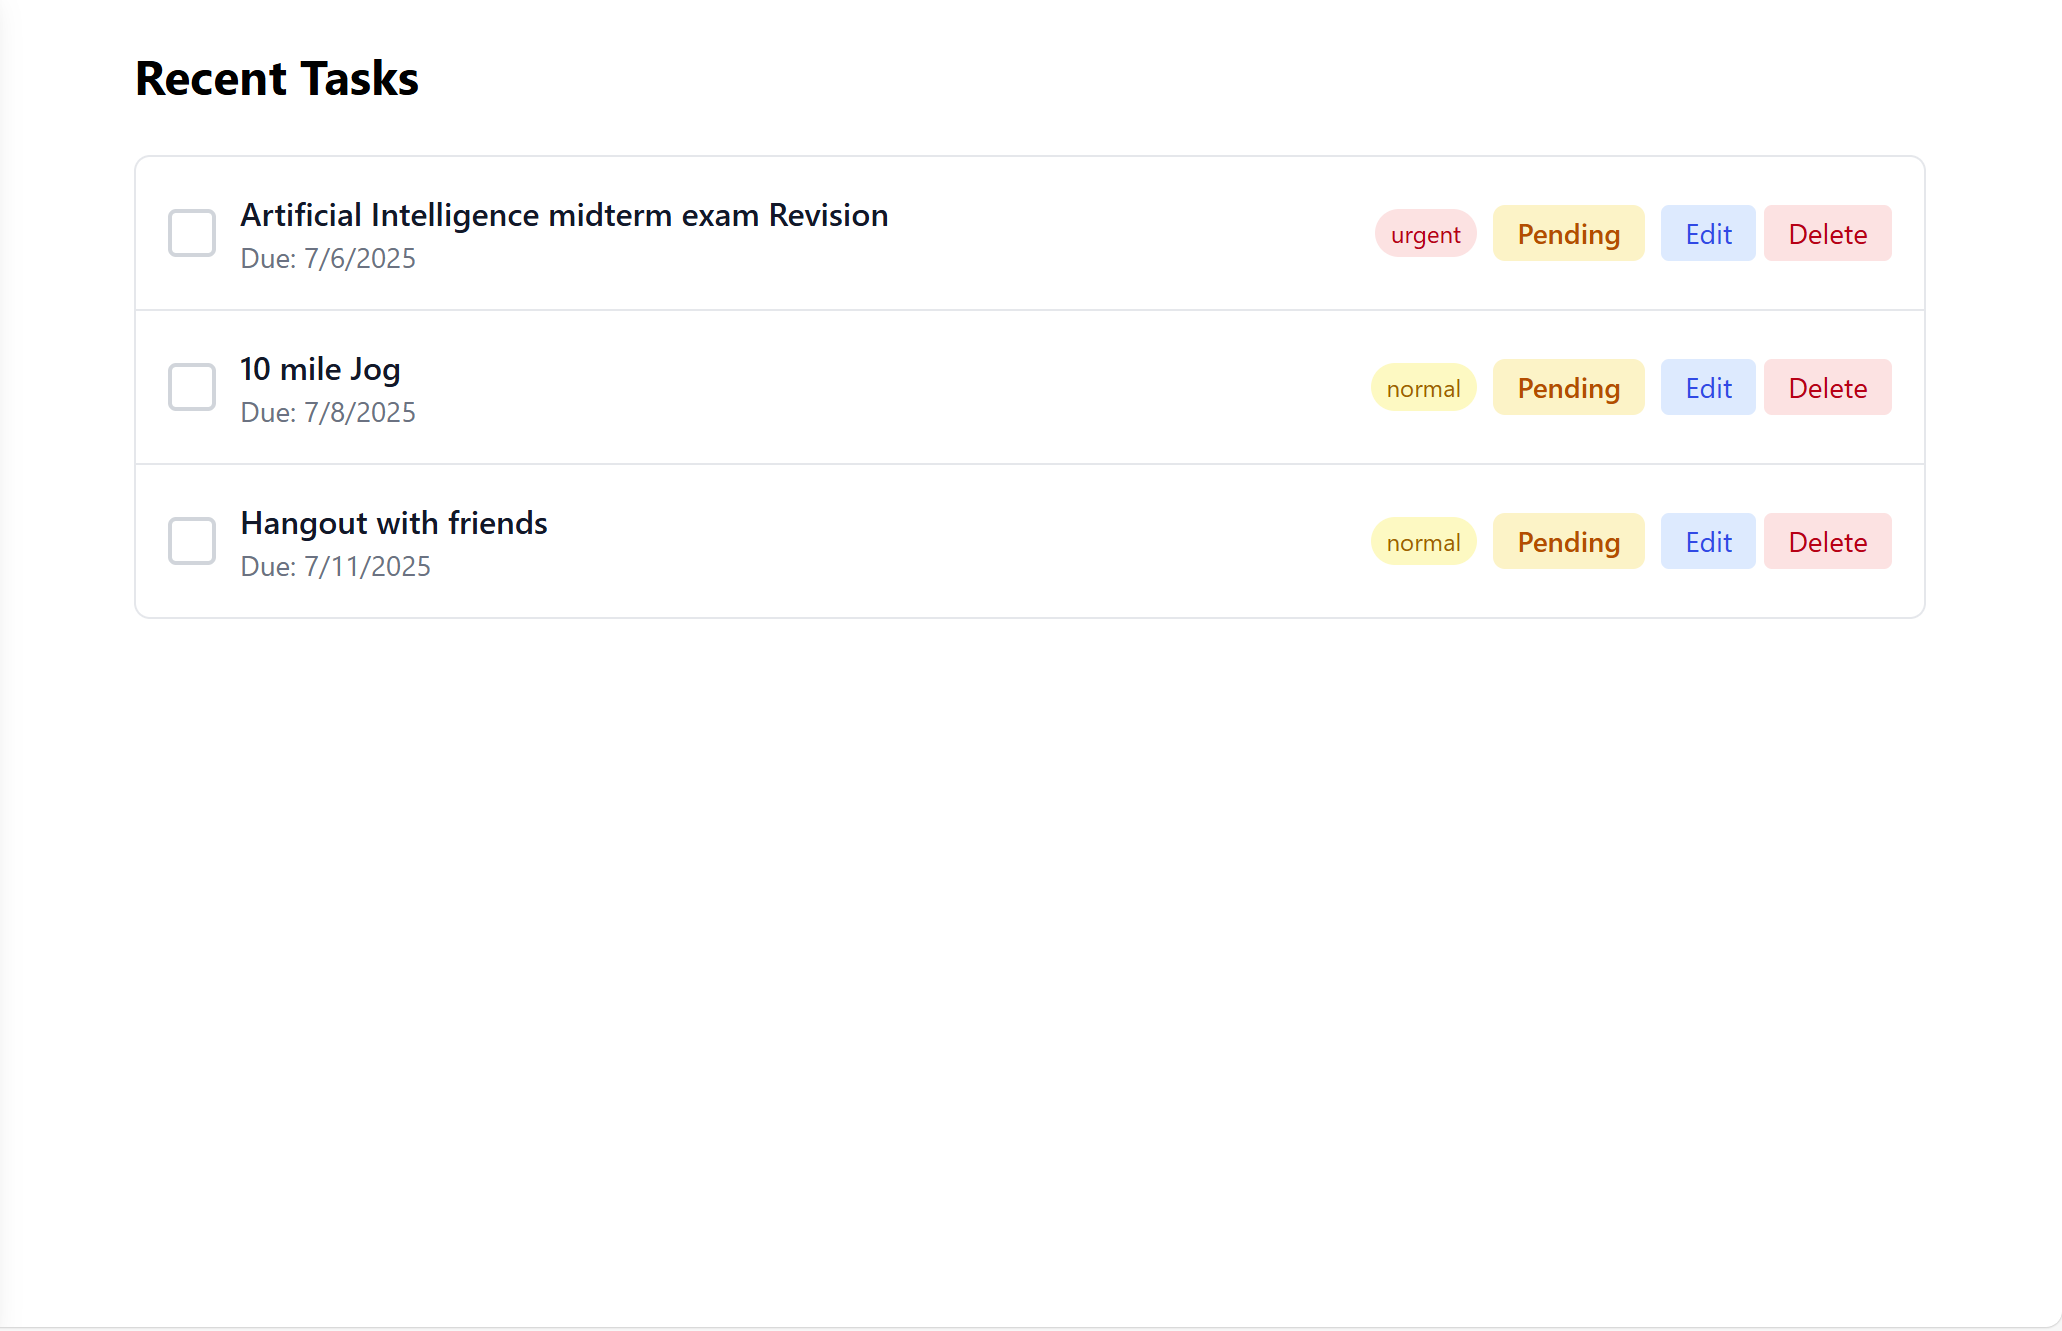 Recent Tasks
Artificial Intelligence midterm exam Revision
Due: 7/6/2025
urgent Pending Edit Delete
10 mile Jog
Due: 7/8/2025
normal Pending Edit Delete
Hangout with friends
Due: 7/11/2025
normal Pending Edit Delete